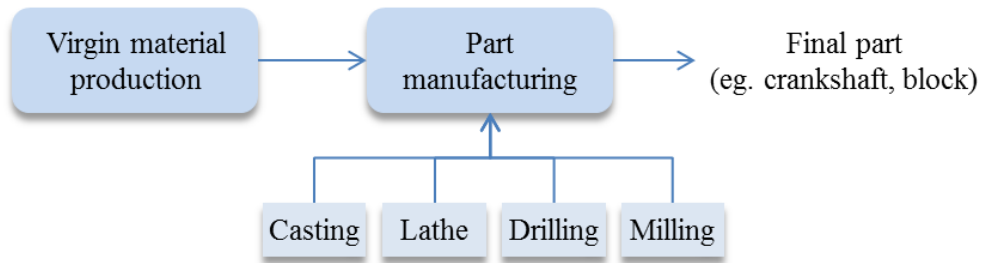 Virgin material
production
Part
manufacturing
Final part
(eg. crankshaft, block)
Casting
Lathe
Drilling
Milling